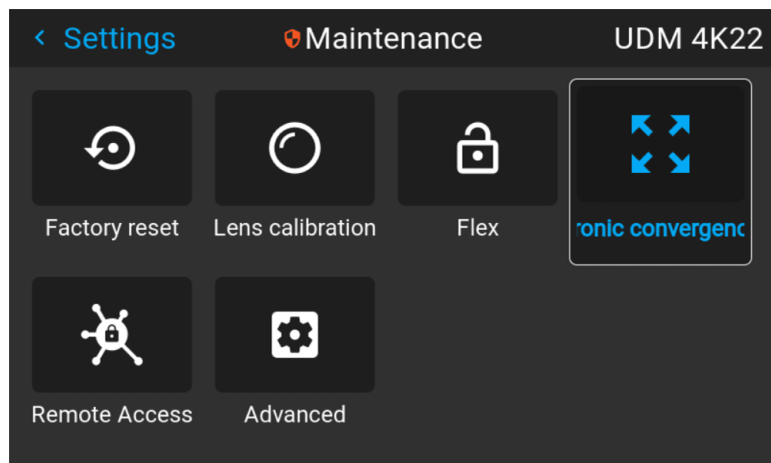 Settings
Maintenance
UDM 4K22
Factory reset
Lens calibration
Flex
ronic convergenc
Remote Access
Advanced